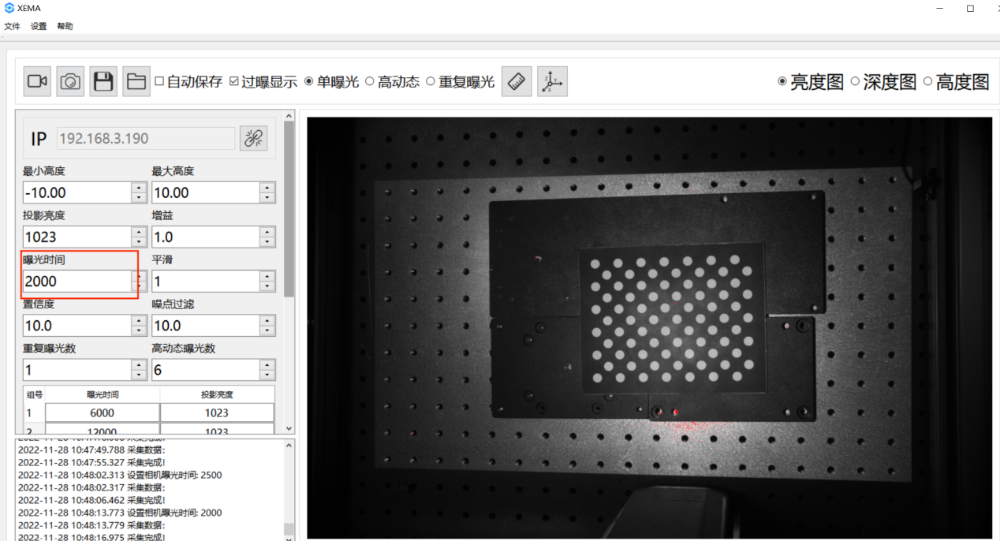 XEMA
文件 设置 帮助
自动保存 过曝显示 单曝光 高动态 重复曝光 亮度图 深度图 高度图
IP 192.168.3.190
最小高度 最大高度
-10.00 10.00
投影亮度 增益
1023 1.0
曝光时间 平滑
2000 1
置信度 噪点过滤
10.0 10.0
重复曝光数 高动态曝光数
1 6
组号 曝光时间 投影亮度
1 6000 1023
2 12000 1023
2022-11-28 10:47:49.788 采集数据:
2022-11-28 10:47:55.327 采集完成!
2022-11-28 10:48:02.313 设置相机曝光时间: 2500
2022-11-28 10:48:02.317 采集数据:
2022-11-28 10:48:06.462 采集完成!
2022-11-28 10:48:13.773 设置相机曝光时间: 2000
2022-11-28 10:48:13.779 采集数据:
2022-11-28 10:48:16.975 采集完成!